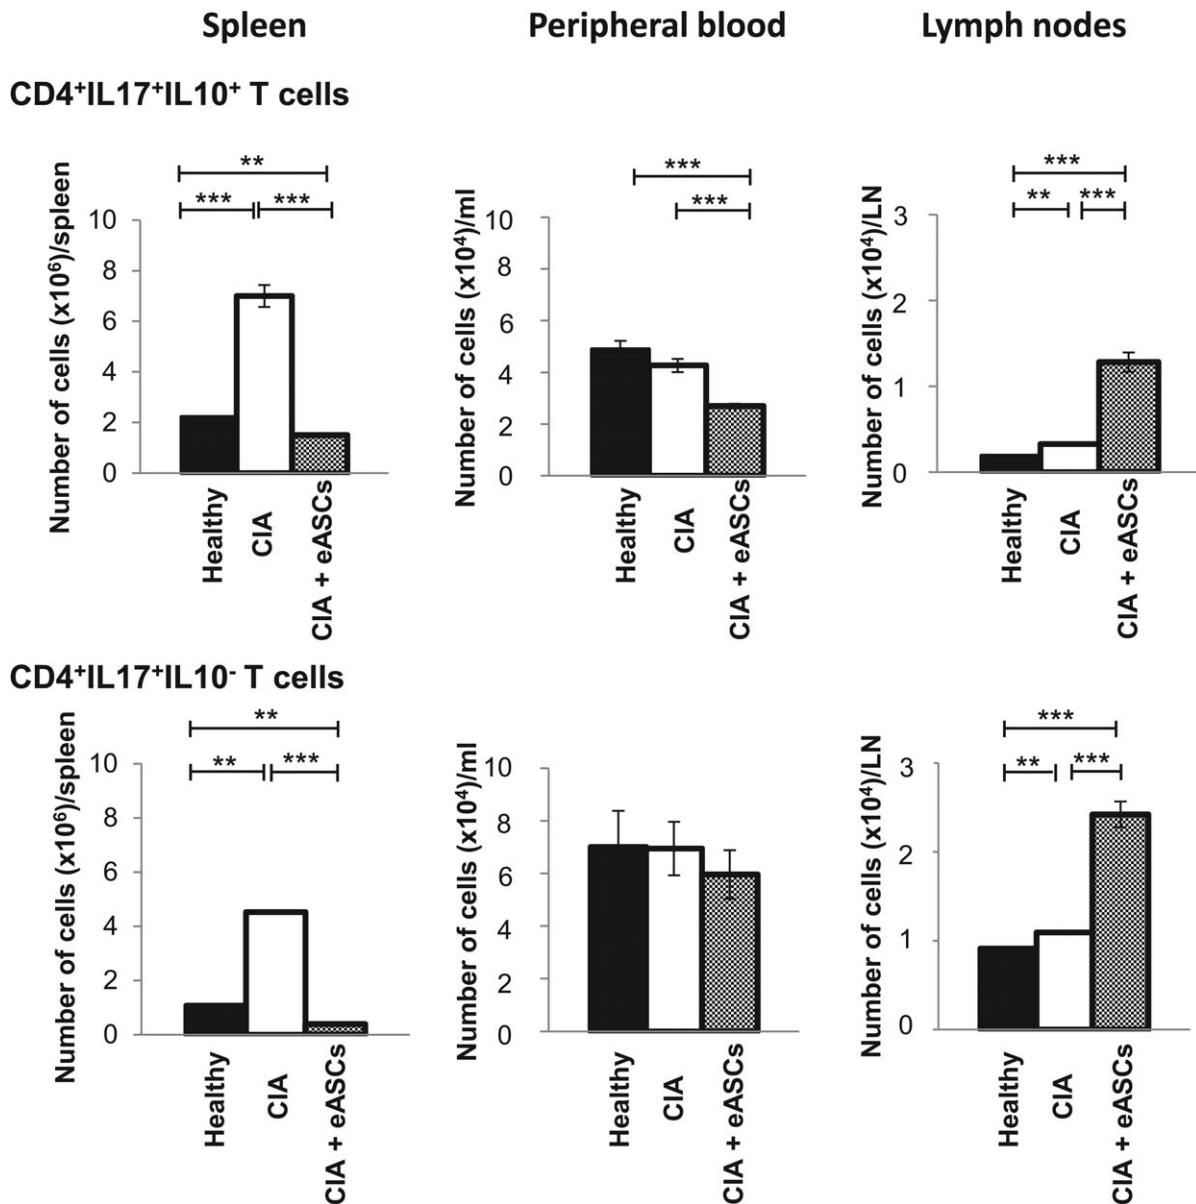 Spleen Peripheral blood Lymph nodes
CD4⁺IL17⁺IL10⁺ T cells
Number of cells (x10⁶)/spleen
10
8
6
4
2
0
**
*** ***
Healthy
CIA
CIA + eASCs
Number of cells (x10⁴)/ml
10
8
6
4
2
0
***
***
Healthy
CIA
CIA + eASCs
Number of cells (x10⁴)/LN
3
2
1
0
***
** ***
Healthy
CIA
CIA + eASCs
CD4⁺IL17⁺IL10⁻ T cells
Number of cells (x10⁶)/spleen
10
8
6
4
2
0
**
** ***
Healthy
CIA
CIA + eASCs
Number of cells (x10⁴)/ml
10
8
6
4
2
0
Healthy
CIA
CIA + eASCs
Number of cells (x10⁴)/LN
3
2
1
0
***
** ***
Healthy
CIA
CIA + eASCs